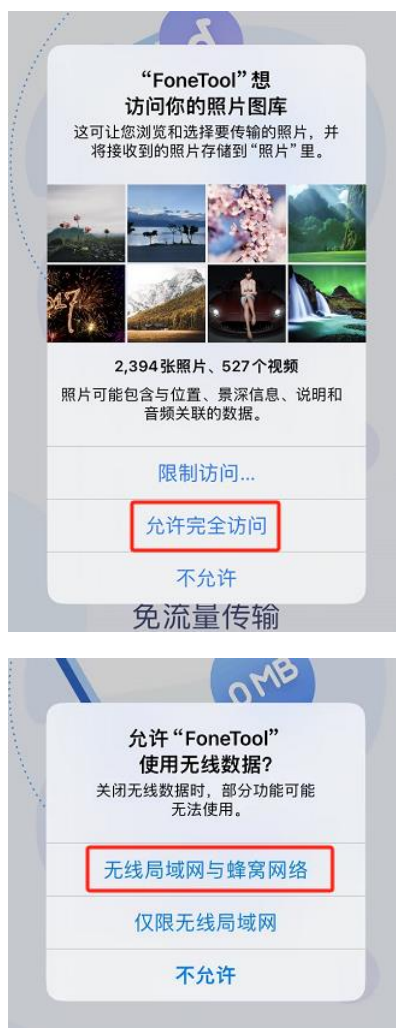 “FoneTool”想
访问你的照片图库
这可让您浏览和选择要传输的照片，并
将接收到的照片存储到“照片”里。
2,394张照片、527个视频
照片可能包含与位置、景深信息、说明和
音频关联的数据。
限制访问...
允许完全访问
不允许
免流量传输
0 MB
允许“FoneTool”
使用无线数据?
关闭无线数据时，部分功能可能
无法使用。
无线局域网与蜂窝网络
仅限无线局域网
不允许